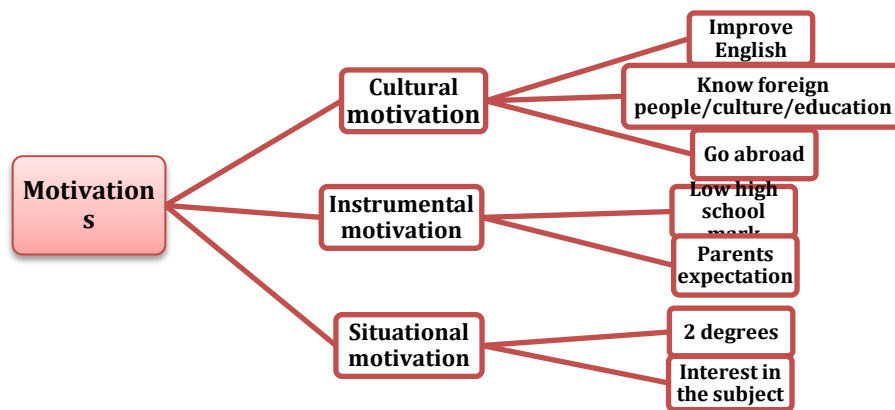 Motivation
s
Cultural
motivation
Improve
English
Know foreign
people/culture/education
Go abroad
Instrumental
motivation
Low high
school
mark
Parents
expectation
Situational
motivation
2 degrees
Interest in
the subject